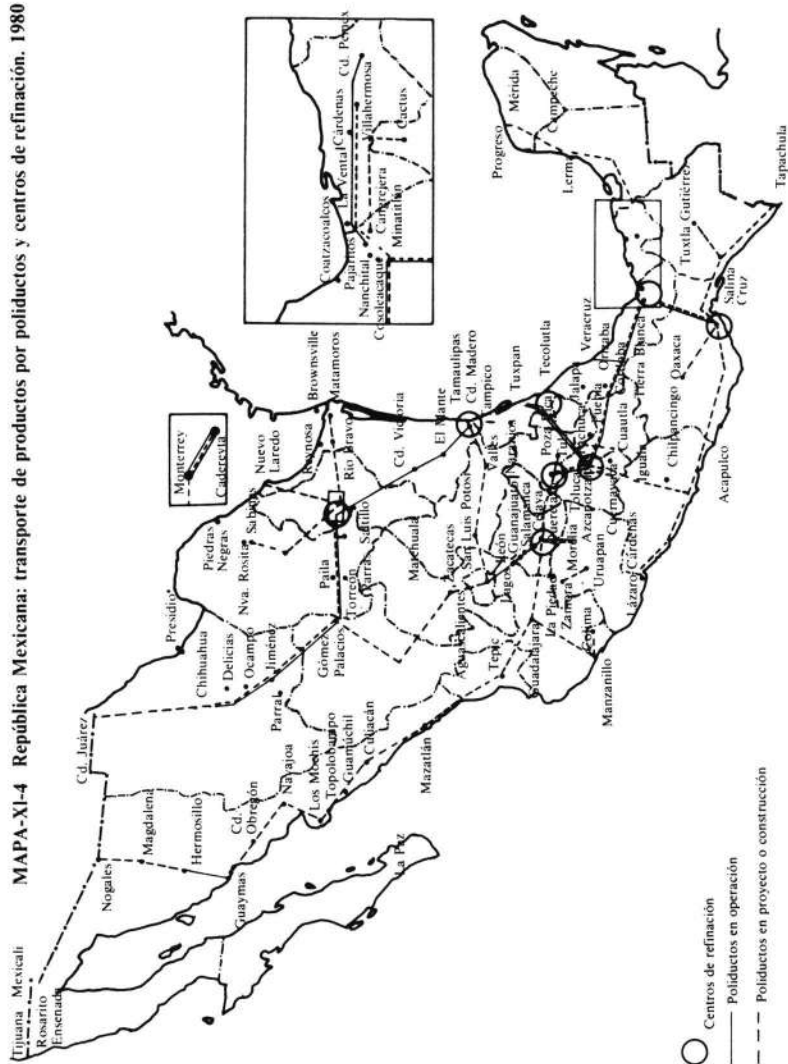 MAPA-XI-4 República Mexicana: transporte de productos por poliductos y centros de refinación. 1980
Tijuana
Mexicali
Rosarito
Ensenada
Nogales
Magdalena
Hermosillo
Cd.
Obregón
Guaymas
Navajoa
Los Mochis
Topolobampo
Guamúchil
Culiacán
La Paz
Mazatlán
Cd. Juárez
Presidio
Chihuahua
Delicias
Ocampo
Jiménez
Parral
Gómez
Palacios
Piedras
Negras
Nva. Rosita
Sabinas
Nuevo
Laredo
Reynosa
Brownsville
Matamoros
Río Bravo
Monterrey
Cadereyta
Paila
Torreón
Parras
Saltillo
Cd. Victoria
El Mante
Tamaulipas
Cd. Madero
Tampico
Valles
Matehuala
Zacatecas
San Luis Potosí
Aguascalientes
León
Lagos
Guanajuato
Salamanca
Celaya
Tepic
Guadalajara
La Piedad
Zamora
Morelia
Uruapan
Colima
Manzanillo
Lázaro Cárdenas
Tuxpan
Tecolutla
Poza Rica
Naranjos
Pachuca
Jalapa
Veracruz
Toluca
Azcapotzalco
Cuernavaca
Puebla
Cuautla
Orizaba
Córdoba
Tierra Blanca
Iguala
Chilpancingo
Acapulco
Oaxaca
Salina
Cruz
Tuxtla Gutiérrez
Tapachula
Progreso
Mérida
Campeche
Lerma
Coatzacoalcos
Pajaritos
Nanchital
Cosoleacaque
La Venta
Cárdenas
Cd. Pemex
Villahermosa
Cactus
Cangrejera
Minatitlán
Centros de refinación
Poliductos en operación
Poliductos en proyecto o construcción